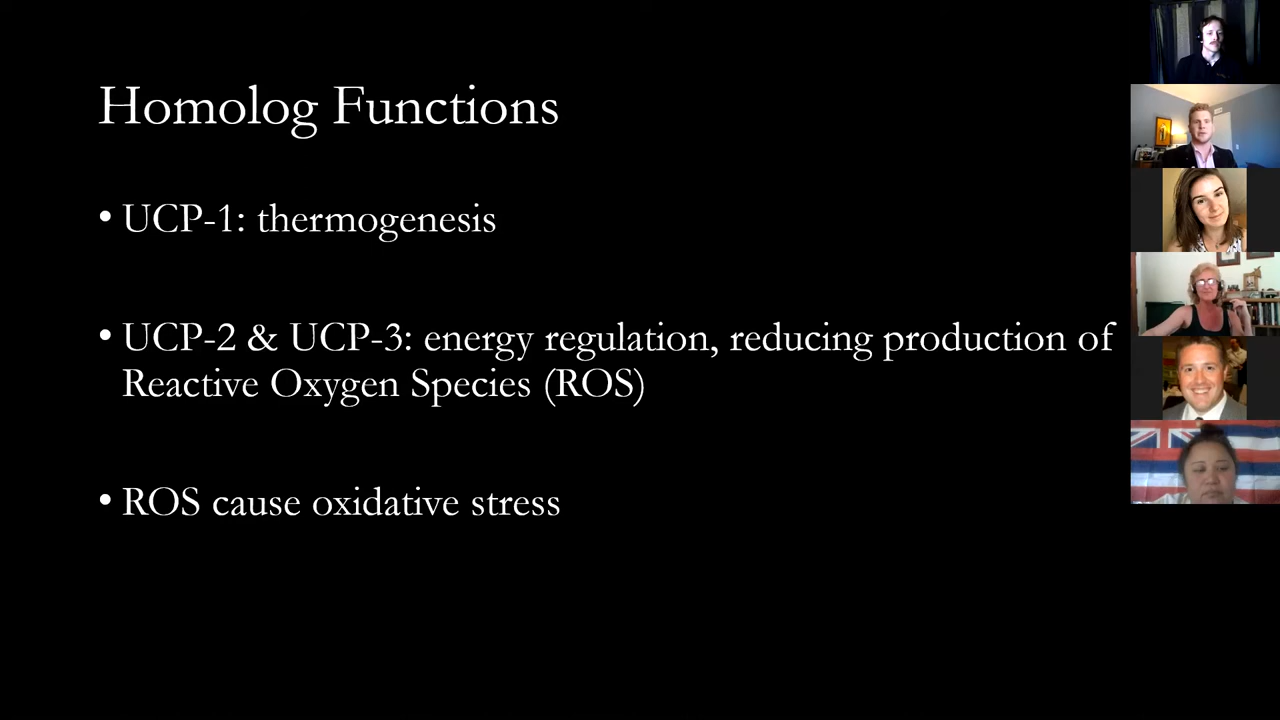 Homolog Functions
• UCP-1: thermogenesis
• UCP-2 & UCP-3: energy regulation, reducing production of
Reactive Oxygen Species (ROS)
• ROS cause oxidative stress